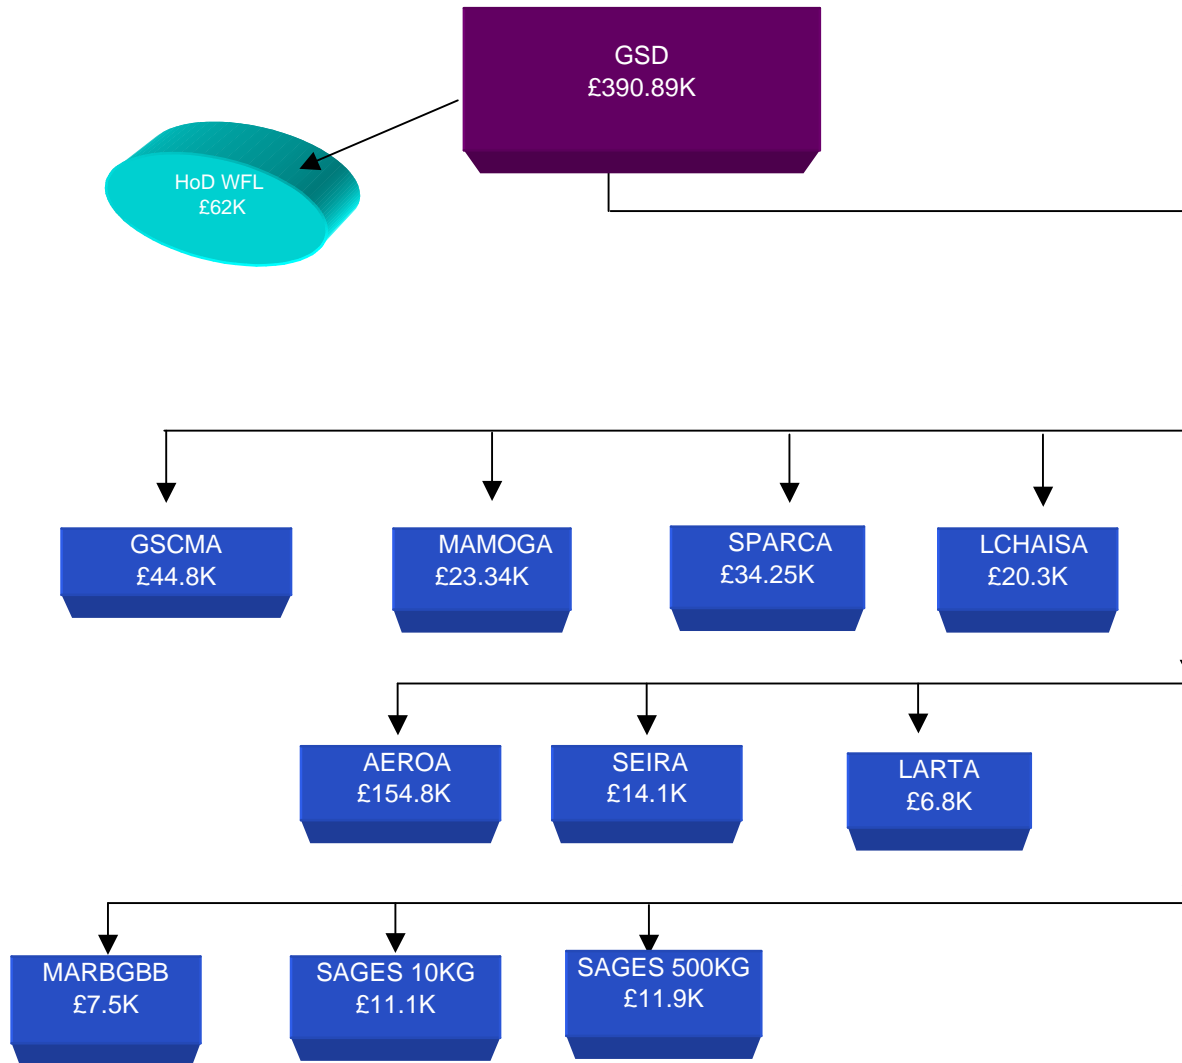 GSD
£390.89K
HoD WFL
£62K
GSCMA
£44.8K
MAMOGA
£23.34K
SPARCA
£34.25K
LCHAISA
£20.3K
AEROA
£154.8K
SEIRA
£14.1K
LARTA
£6.8K
MARBGBB
£7.5K
SAGES 10KG
£11.1K
SAGES 500KG
£11.9K